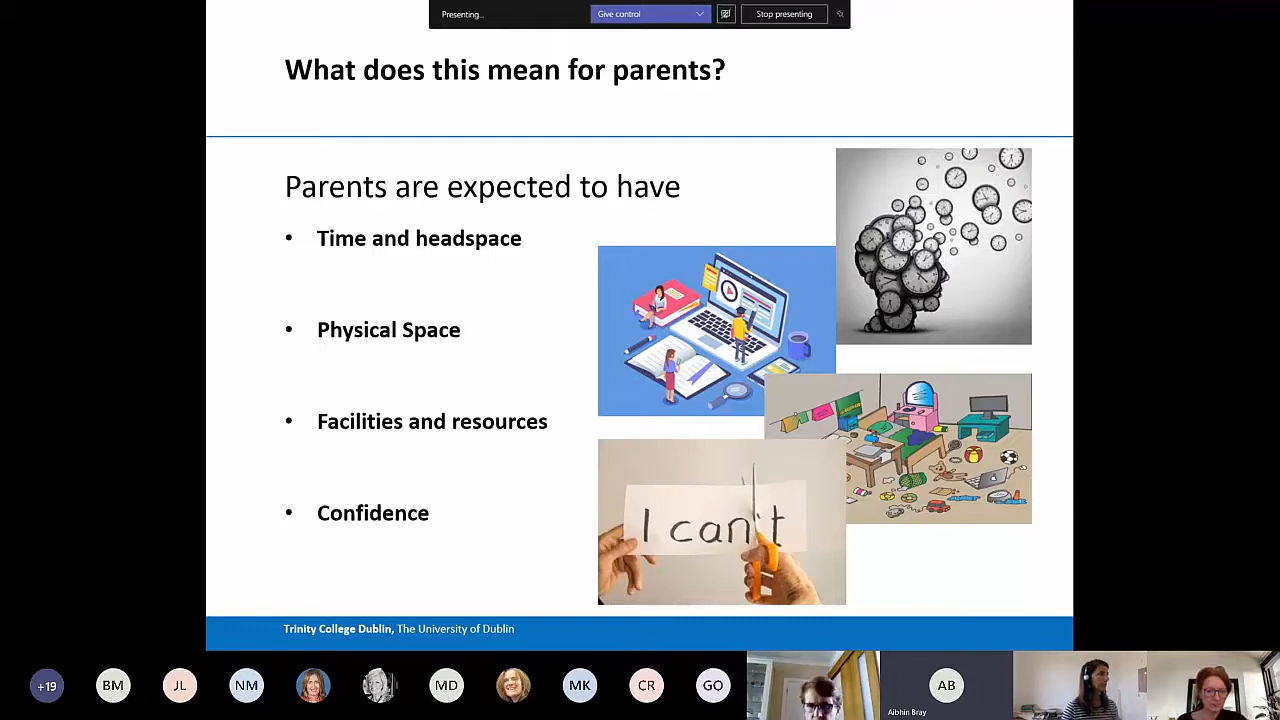 Presenting...
Give control
Stop presenting
What does this mean for parents?
Parents are expected to have
• Time and headspace
• Physical Space
• Facilities and resources
• Confidence
I can't
Trinity College Dublin, The University of Dublin
+19
BM
JL
NM
MD
MK
CR
GO
AB
Aibhin Bray